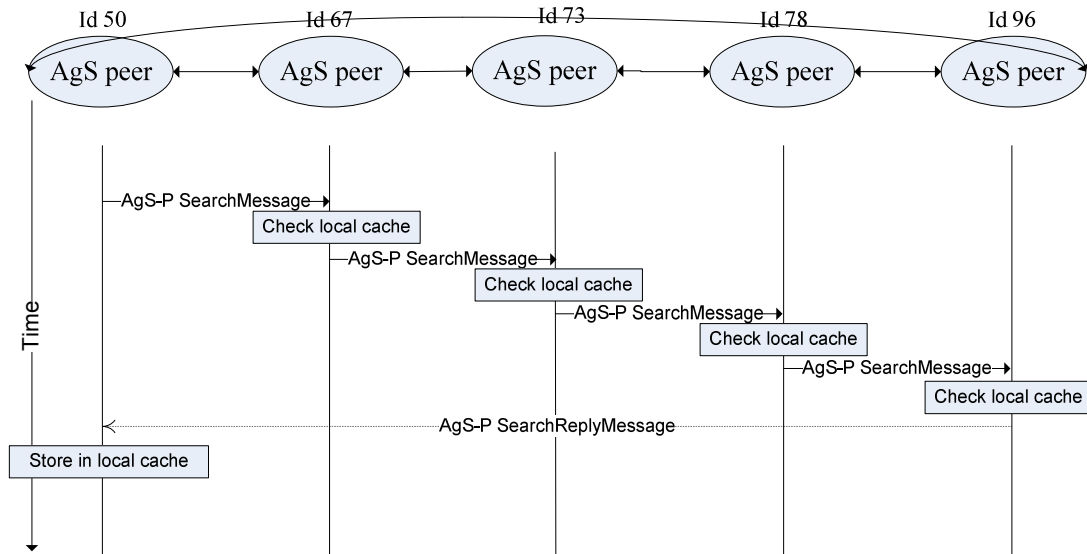 Id 50
Id 67
Id 73
Id 78
Id 96
AgS peer
AgS peer
AgS peer
AgS peer
AgS peer
AgS-P SearchMessage
Check local cache
AgS-P SearchMessage
Check local cache
AgS-P SearchMessage
Check local cache
AgS-P SearchMessage
Check local cache
AgS-P SearchReplyMessage
Store in local cache
Time